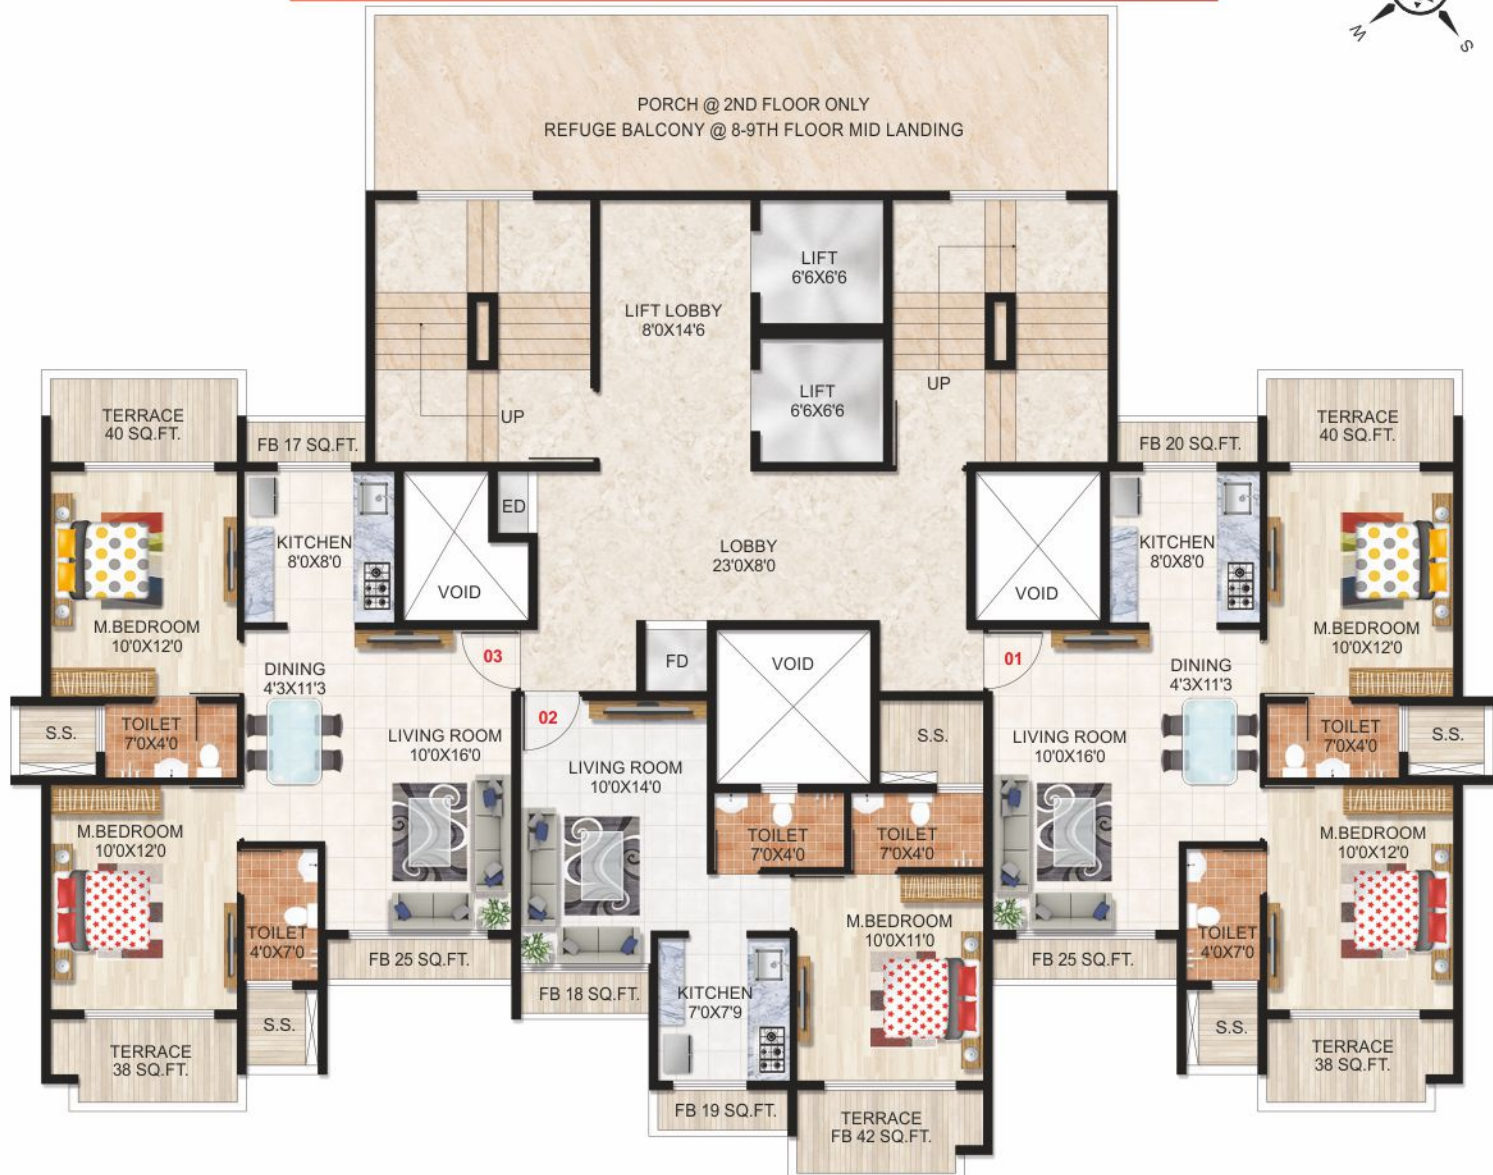 W
S
PORCH @ 2ND FLOOR ONLY
REFUGE BALCONY @ 8-9TH FLOOR MID LANDING
LIFT
6'6X6'6
LIFT LOBBY
8'0X14'6
LIFT
6'6X6'6
UP
UP
TERRACE
40 SQ.FT.
FB 17 SQ.FT.
FB 20 SQ.FT.
TERRACE
40 SQ.FT.
ED
KITCHEN
8'0X8'0
VOID
LOBBY
23'0X8'0
VOID
KITCHEN
8'0X8'0
M.BEDROOM
10'0X12'0
03
FD
VOID
01
M.BEDROOM
10'0X12'0
DINING
4'3X11'3
DINING
4'3X11'3
S.S.
TOILET
7'0X4'0
LIVING ROOM
10'0X16'0
02
LIVING ROOM
10'0X14'0
S.S.
LIVING ROOM
10'0X16'0
TOILET
7'0X4'0
S.S.
M.BEDROOM
10'0X12'0
TOILET
7'0X4'0
TOILET
7'0X4'0
M.BEDROOM
10'0X12'0
TOILET
4'0X7'0
M.BEDROOM
10'0X11'0
TOILET
4'0X7'0
FB 25 SQ.FT.
FB 18 SQ.FT.
KITCHEN
7'0X7'9
FB 25 SQ.FT.
S.S.
S.S.
TERRACE
38 SQ.FT.
TERRACE
38 SQ.FT.
FB 19 SQ.FT.
TERRACE
FB 42 SQ.FT.